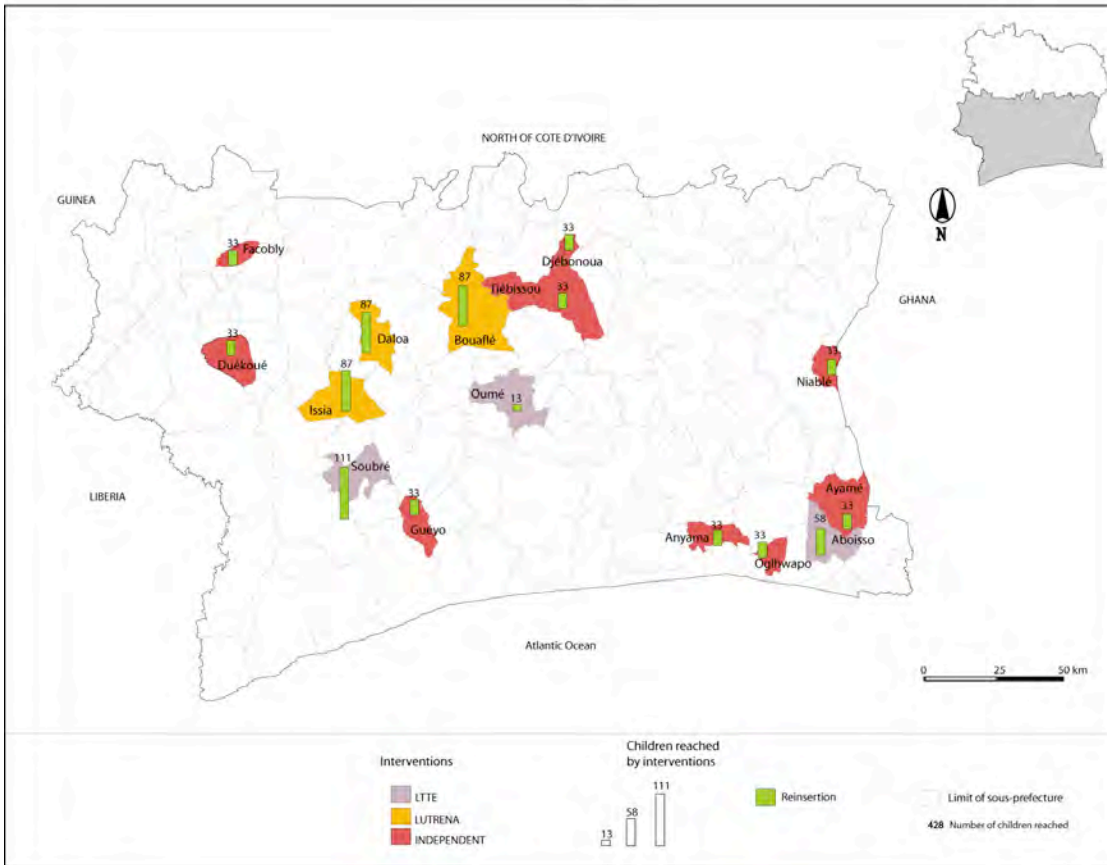 NORTH OF COTE D'IVOIRE
GUINEA
N
33
Facobly
33
Djébonoua
87
Tiébissou
33
GHANA
87
Daloa
Bouaflé
33
Duékoué
33
Niablé
87
Issia
Oumé
13
111
Soubré
LIBERIA
33
Gueyo
Ayamé
33
58
Aboisso
33
Anyama
33
Ogihwapo
Atlantic Ocean
0 25 50 km
Interventions
LTTE
LUTRENA
INDEPENDENT
Children reached
by interventions
13
58
111
Reinsertion
Limit of sous-prefecture
428 Number of children reached